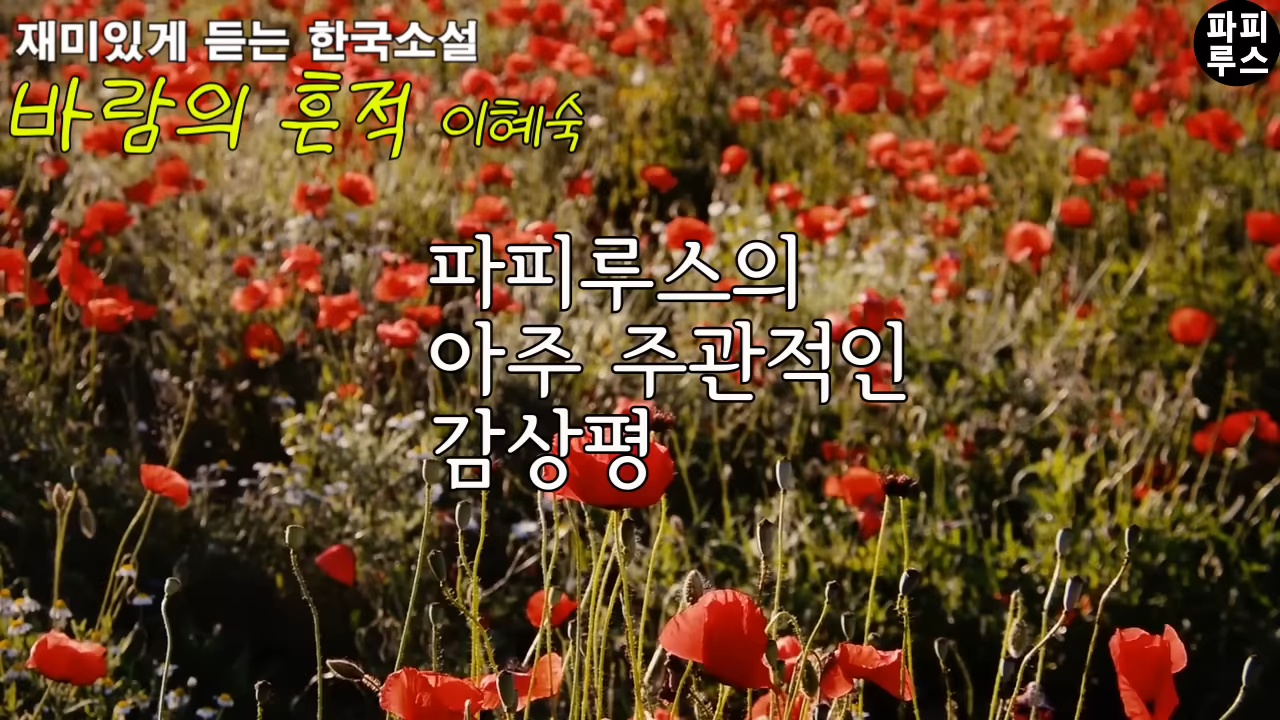 재미있게 듣는 한국소설
바람의 흔적 이혜숙
파피
루스
파피루스의
아주 주관적인
감상평